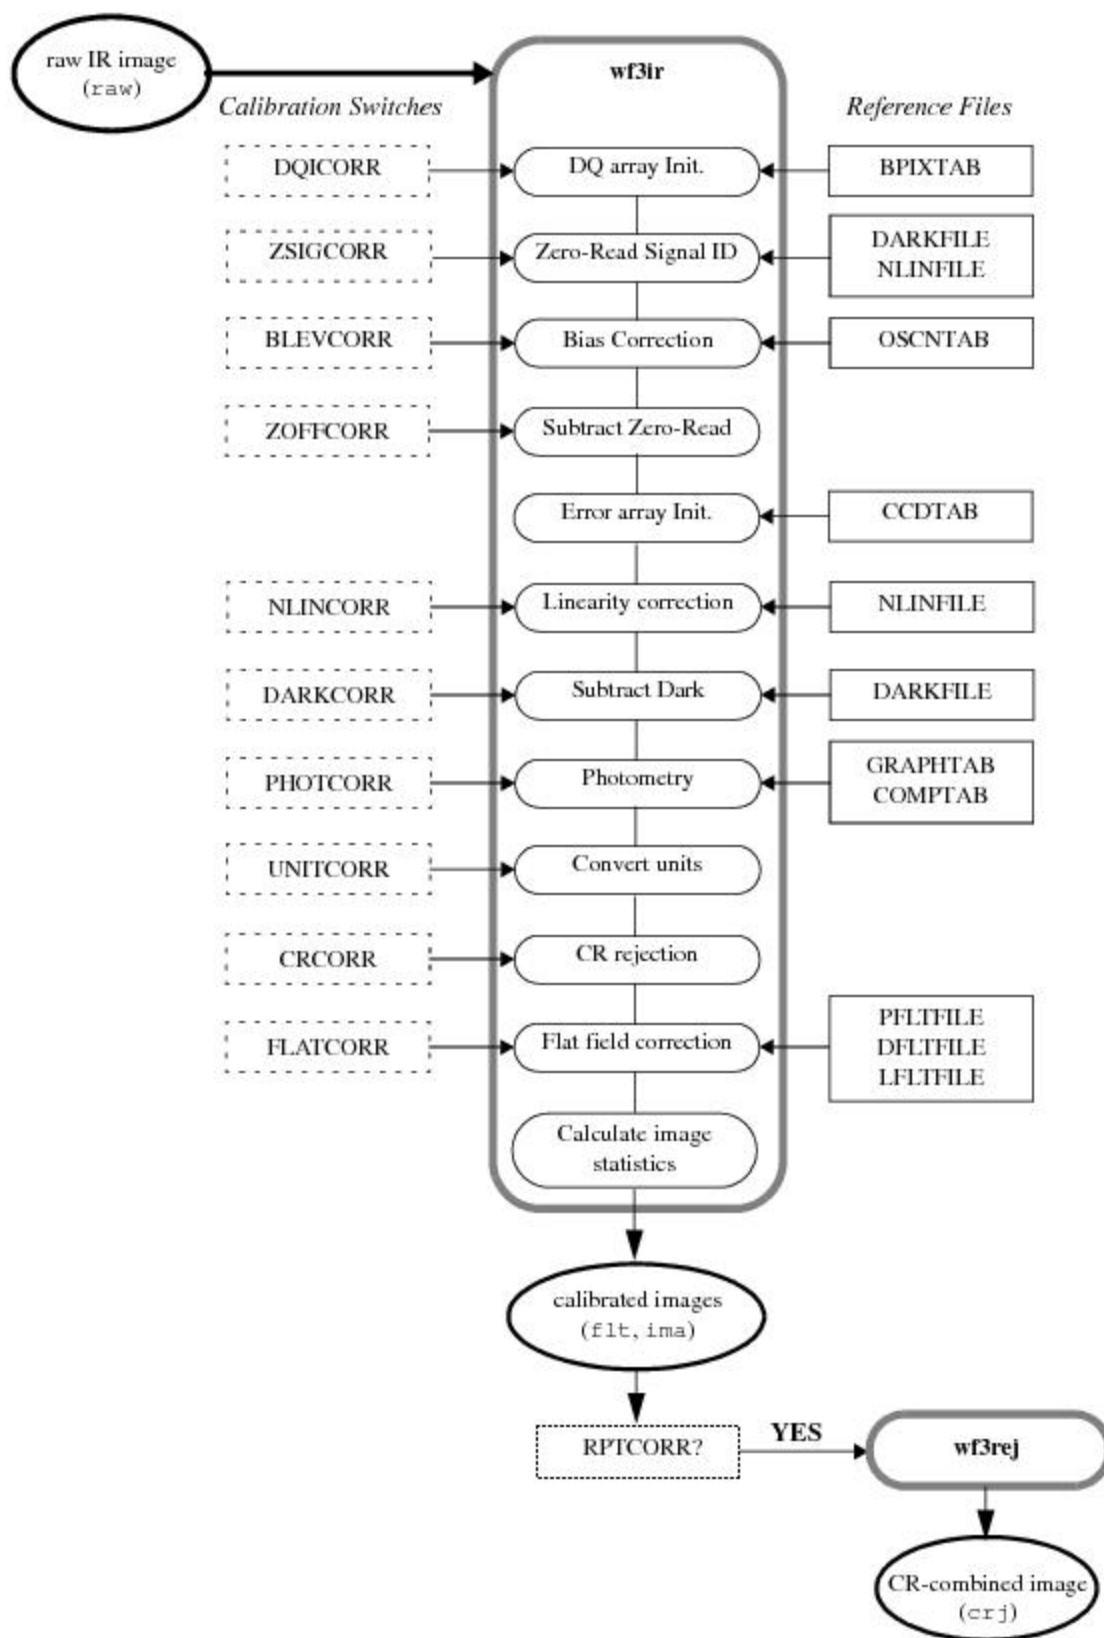 raw IR image
(raw)
wf3ir
Calibration Switches
Reference Files
DQICORR
DQ array Init.
BPIXTAB
ZSIGCORR
Zero-Read Signal ID
DARKFILE
NLINFILE
BLEVCORR
Bias Correction
OSCNTAB
ZOFFCORR
Subtract Zero-Read
Error array Init.
CCDTAB
NLINCORR
Linearity correction
NLINFILE
DARKCORR
Subtract Dark
DARKFILE
PHOTCORR
Photometry
GRAPHTAB
COMPTAB
UNITCORR
Convert units
CRCORR
CR rejection
FLATCORR
Flat field correction
PFLTFILE
DFLTFILE
LFLTFILE
Calculate image
statistics
calibrated images
(flt, ima)
RPTCORR?
YES
wf3rej
CR-combined image
(crj)